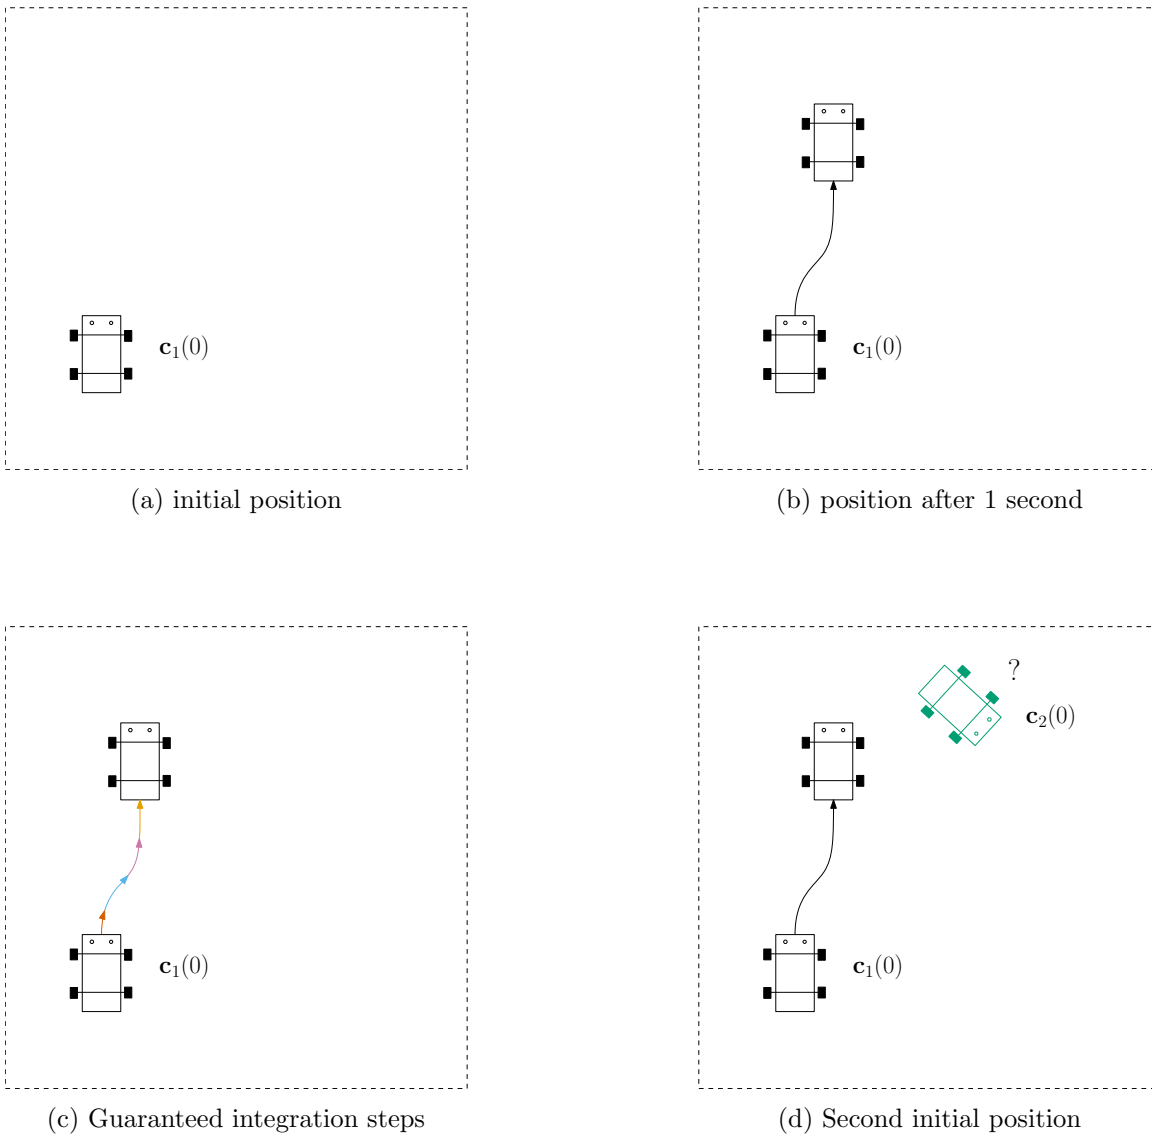 c₁(0)
c₁(0)
(a) initial position
(b) position after 1 second
?
c₂(0)
c₁(0)
c₁(0)
(c) Guaranteed integration steps
(d) Second initial position